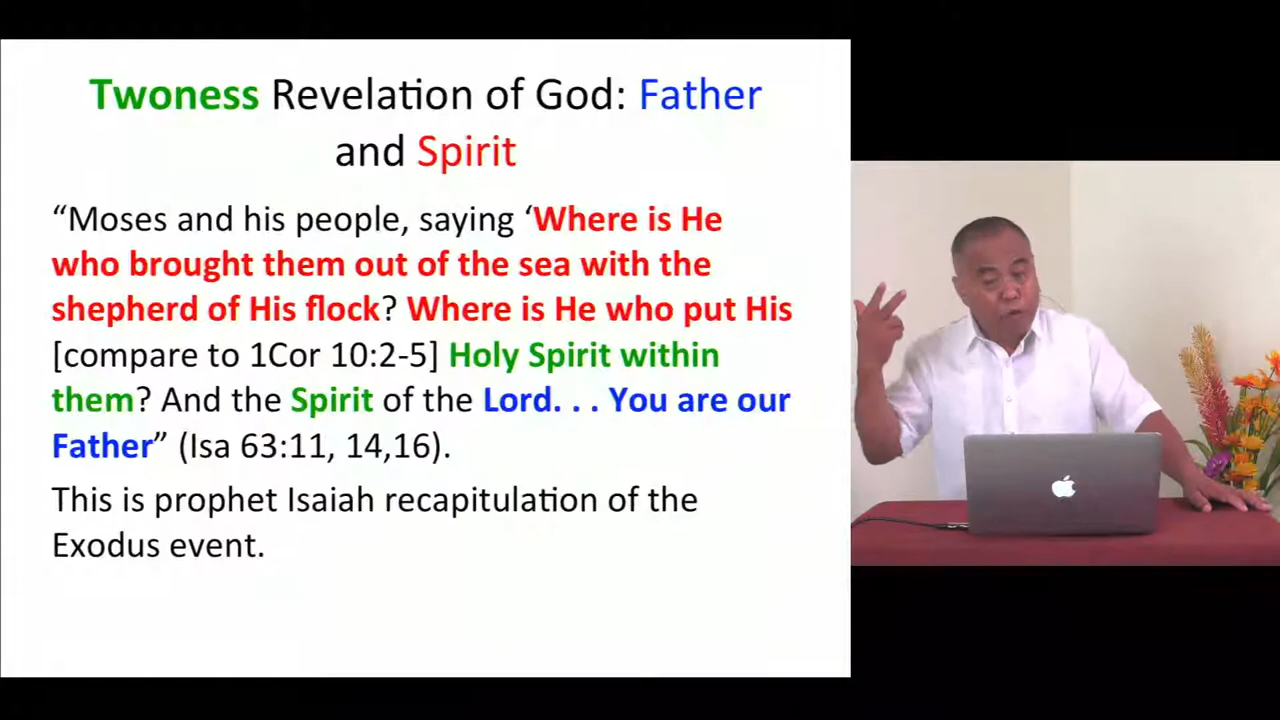 Twoness Revelation of God: Father
and Spirit
“Moses and his people, saying ‘Where is He
who brought them out of the sea with the
shepherd of His flock? Where is He who put His
[compare to 1Cor 10:2-5] Holy Spirit within
them? And the Spirit of the Lord. . . You are our
Father” (Isa 63:11, 14,16).
This is prophet Isaiah recapitulation of the
Exodus event.